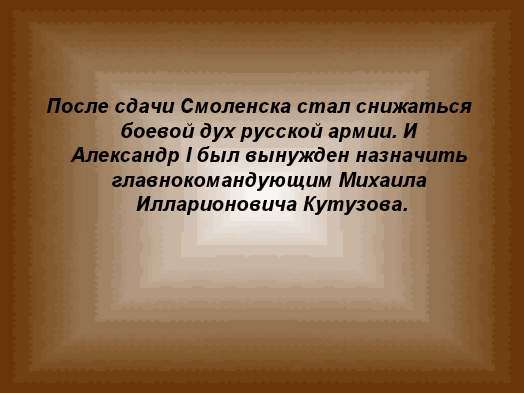 После сдачи Смоленска стал снижаться
боевой дух русской армии. И
Александр I был вынужден назначить
главнокомандующим Михаила
Илларионовича Кутузова.